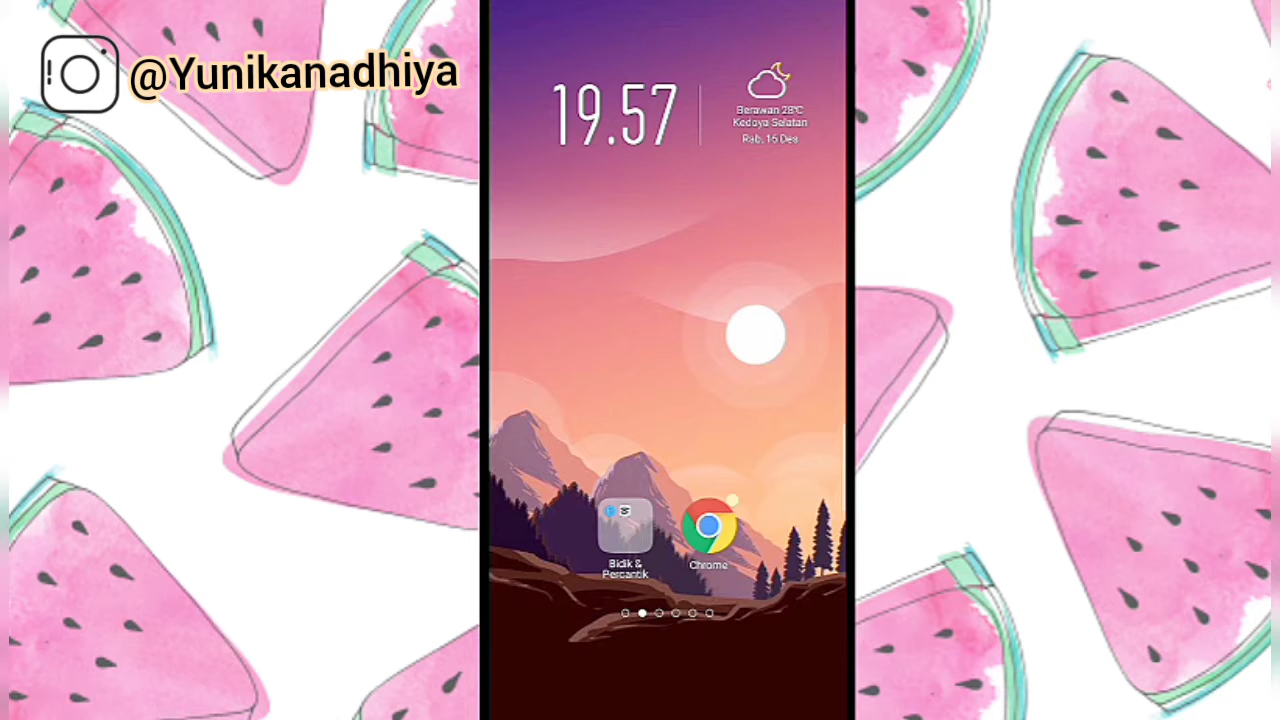 @Yunikanadhiya
19.57
Berawan 28°C
Kedoya Selatan
Rab, 16 Des
Bidik &
Percantik
Chrome